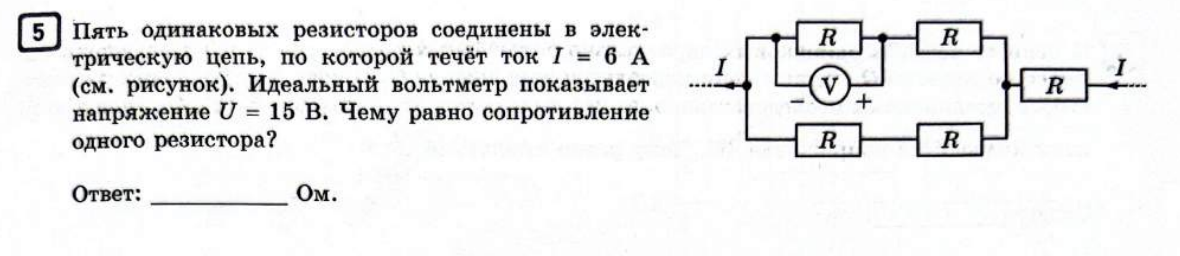 5 Пять одинаковых резисторов соединены в элек-
трическую цепь, по которой течёт ток I = 6 А
(см. рисунок). Идеальный вольтметр показывает
напряжение U = 15 В. Чему равно сопротивление
одного резистора?
Ответ: ____________ Ом.
R R
I V + R I
R R